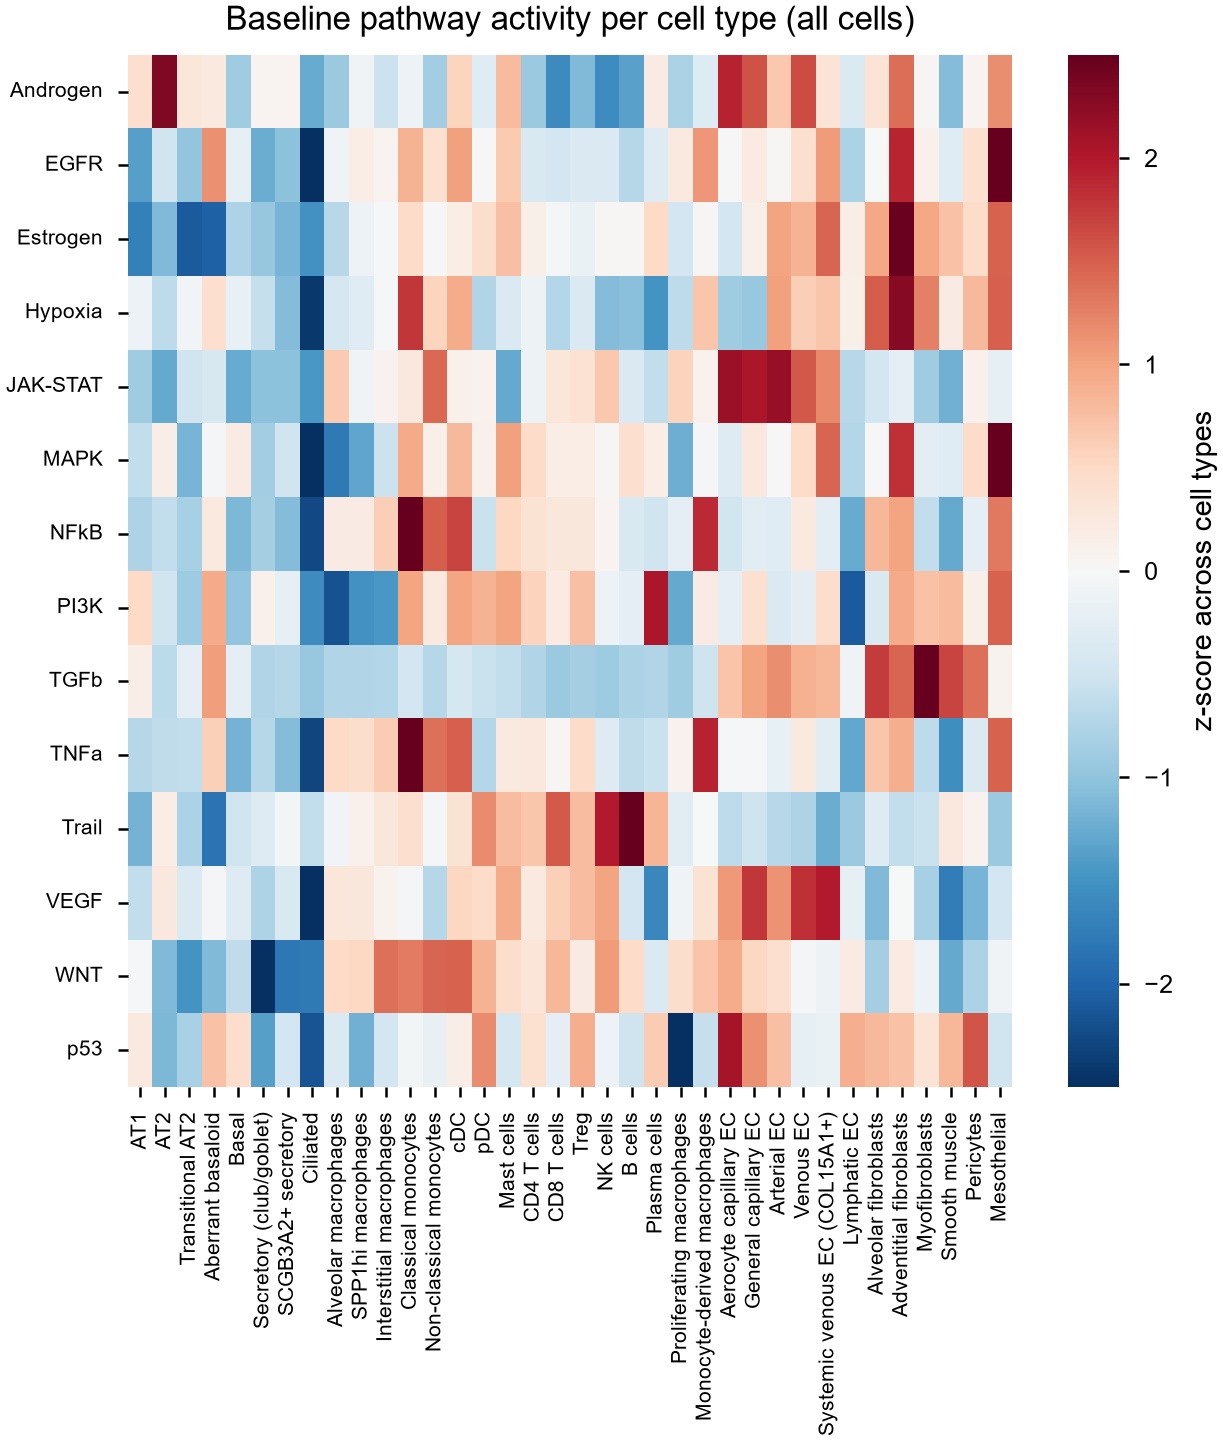 Baseline pathway activity per cell type (all cells)
Androgen
EGFR
Estrogen
Hypoxia
JAK-STAT
MAPK
NFkB
PI3K
TGFb
TNFa
Trail
VEGF
WNT
p53
AT1
AT2
Transitional AT2
Aberrant basaloid
Basal
Secretory (club/goblet)
SCGB3A2+ secretory
Ciliated
Alveolar macrophages
SPP1hi macrophages
Interstitial macrophages
Classical monocytes
Non-classical monocytes
cDC
pDC
Mast cells
CD4 T cells
CD8 T cells
Treg
NK cells
B cells
Plasma cells
Proliferating macrophages
Monocyte-derived macrophages
Aerocyte capillary EC
General capillary EC
Arterial EC
Venous EC
Systemic venous EC (COL15A1+)
Lymphatic EC
Alveolar fibroblasts
Adventitial fibroblasts
Myofibroblasts
Smooth muscle
Pericytes
Mesothelial
2
1
0
−1
−2
z-score across cell types